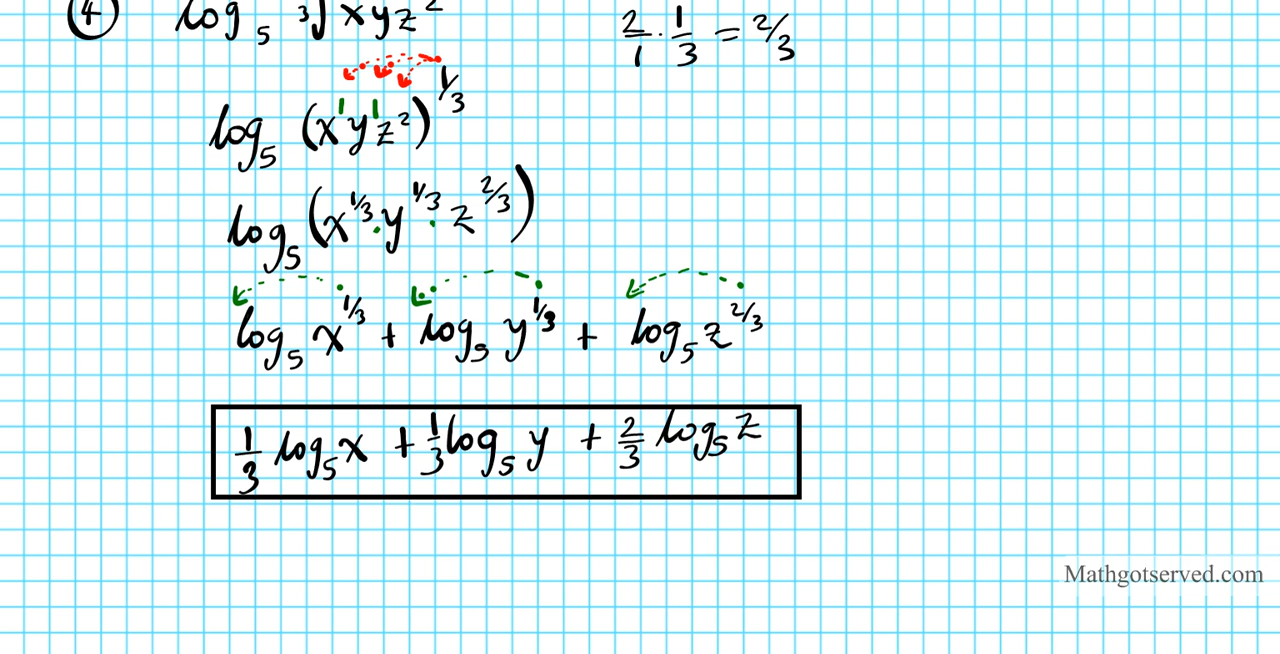 ④ log₅ ³√xyz²
2/1 · 1/3 = 2/3
log₅ (x¹y¹z²)^1/3
log₅ (x^1/3 · y^1/3 · z^2/3)
log₅ x^1/3 + log₅ y^1/3 + log₅ z^2/3
1/3 log₅ x + 1/3 log₅ y + 2/3 log₅ z
Mathgotserved.com